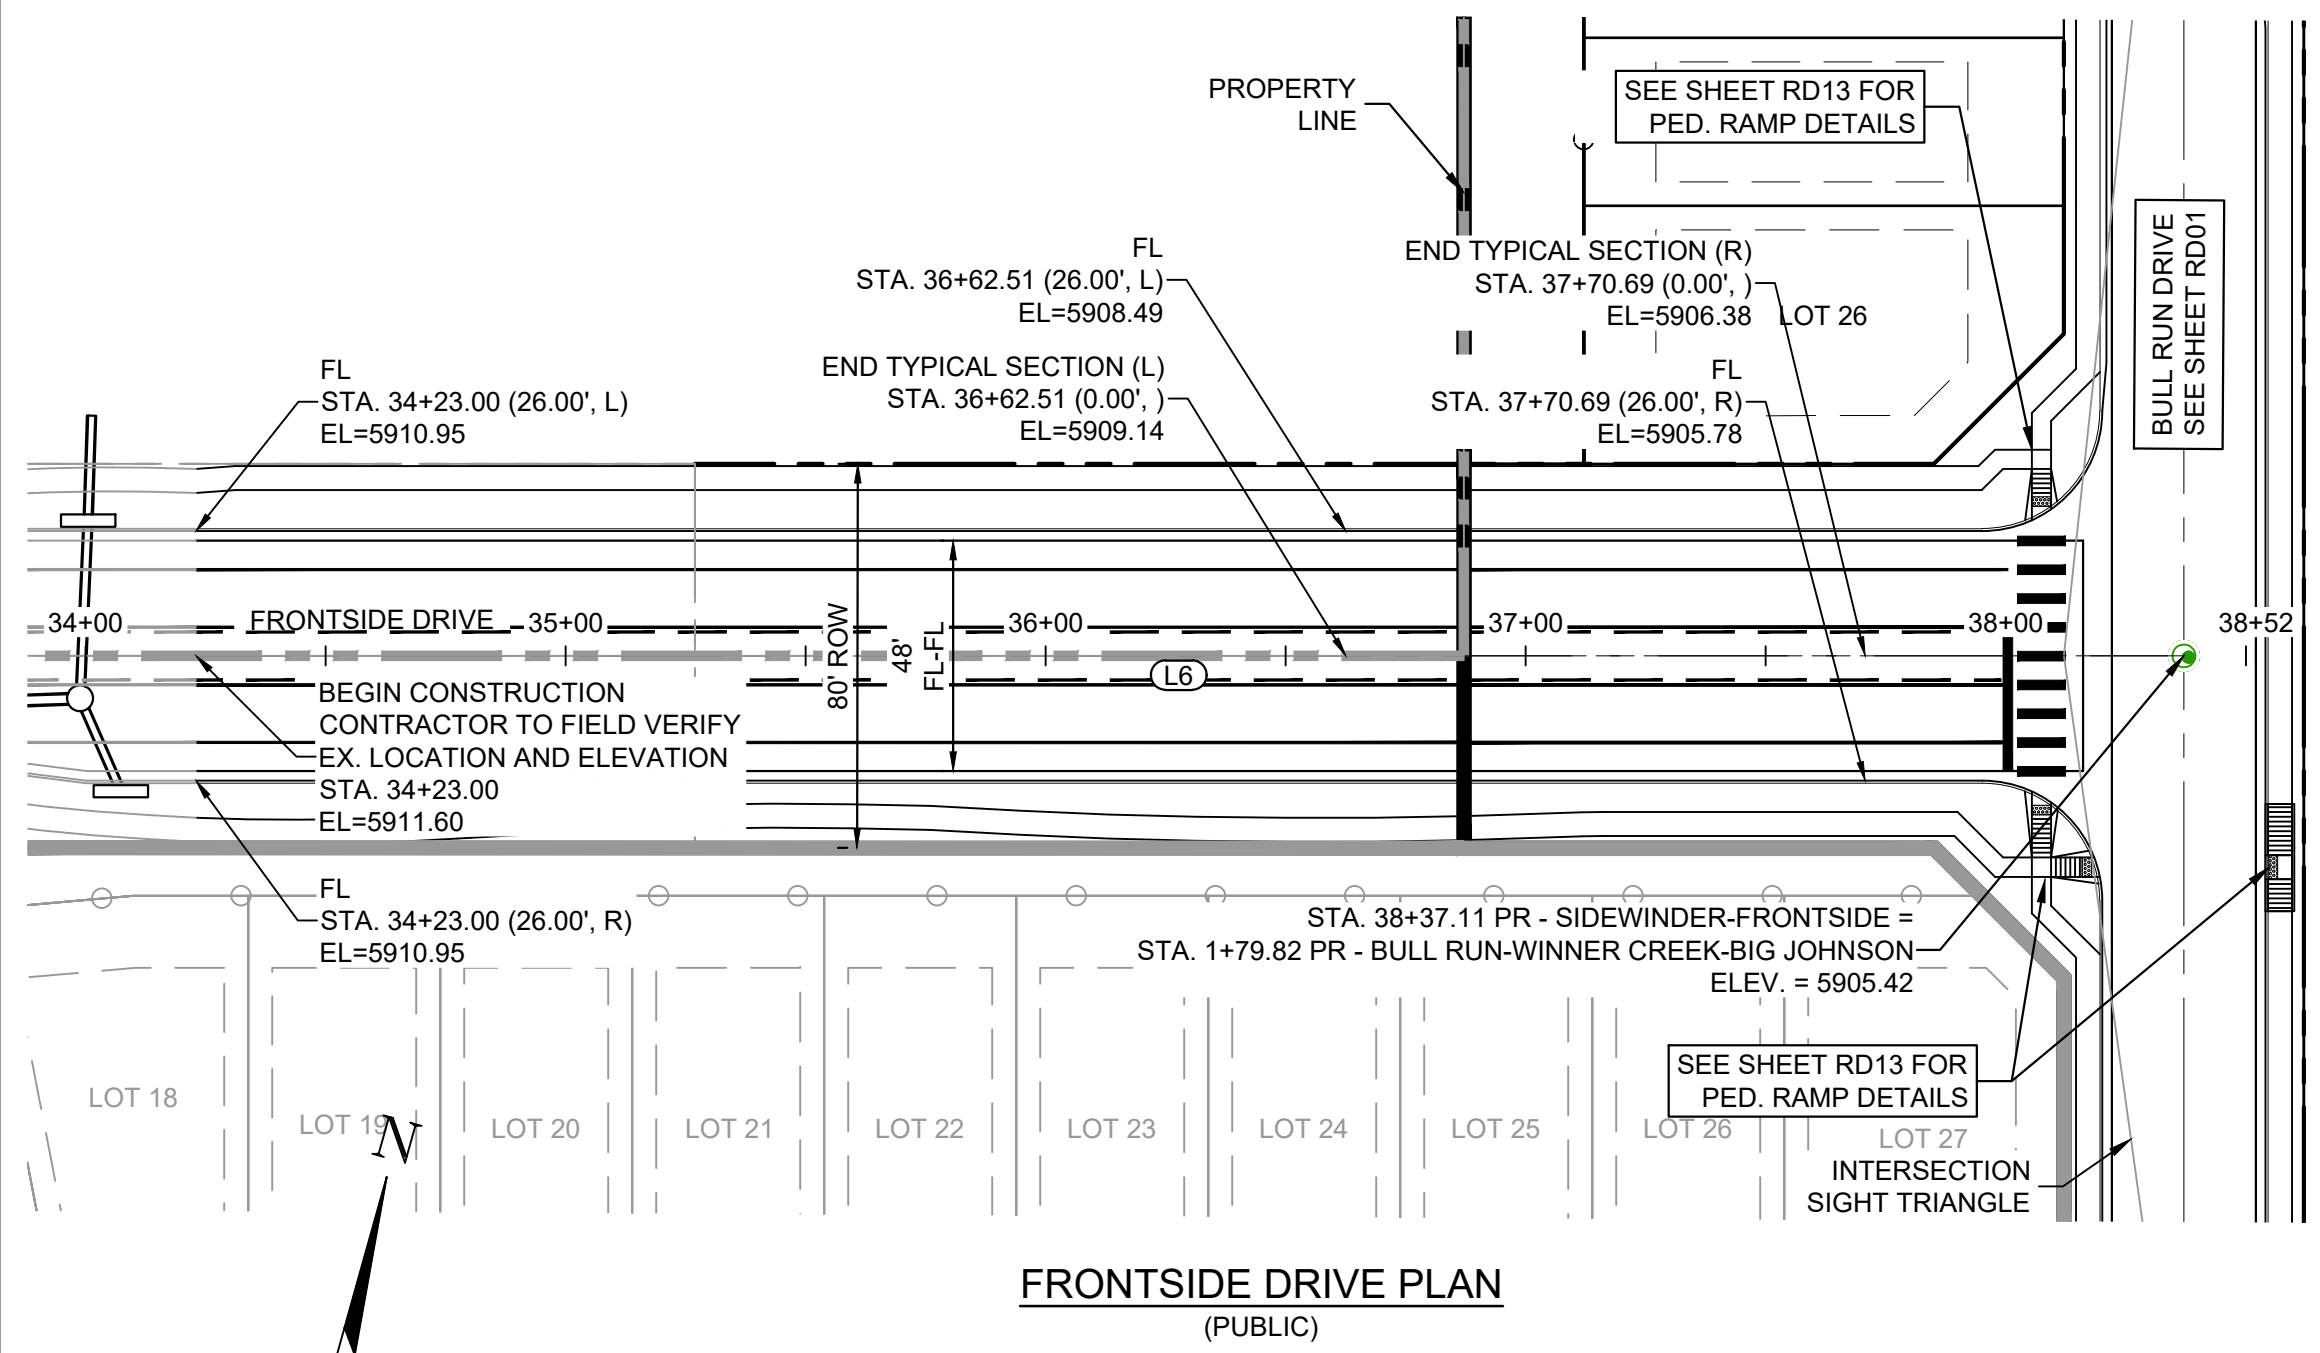 PROPERTY
LINE
SEE SHEET RD13 FOR
PED. RAMP DETAILS
BULL RUN DRIVE
SEE SHEET RD01
FL
STA. 36+62.51 (26.00', L)
EL=5908.49
END TYPICAL SECTION (R)
STA. 37+70.69 (0.00', )
EL=5906.38
LOT 26
FL
STA. 34+23.00 (26.00', L)
EL=5910.95
END TYPICAL SECTION (L)
STA. 36+62.51 (0.00', )
EL=5909.14
FL
STA. 37+70.69 (26.00', R)
EL=5905.78
34+00
FRONTSIDE DRIVE
35+00
36+00
37+00
38+00
38+52
80' ROW
48'
FL-FL
L6
BEGIN CONSTRUCTION
CONTRACTOR TO FIELD VERIFY
EX. LOCATION AND ELEVATION
STA. 34+23.00
EL=5911.60
FL
STA. 34+23.00 (26.00', R)
EL=5910.95
STA. 38+37.11 PR - SIDEWINDER-FRONTSIDE =
STA. 1+79.82 PR - BULL RUN-WINNER CREEK-BIG JOHNSON
ELEV. = 5905.42
SEE SHEET RD13 FOR
PED. RAMP DETAILS
LOT 18
LOT 19
LOT 20
LOT 21
LOT 22
LOT 23
LOT 24
LOT 25
LOT 26
LOT 27
N
INTERSECTION
SIGHT TRIANGLE
FRONTSIDE DRIVE PLAN
(PUBLIC)